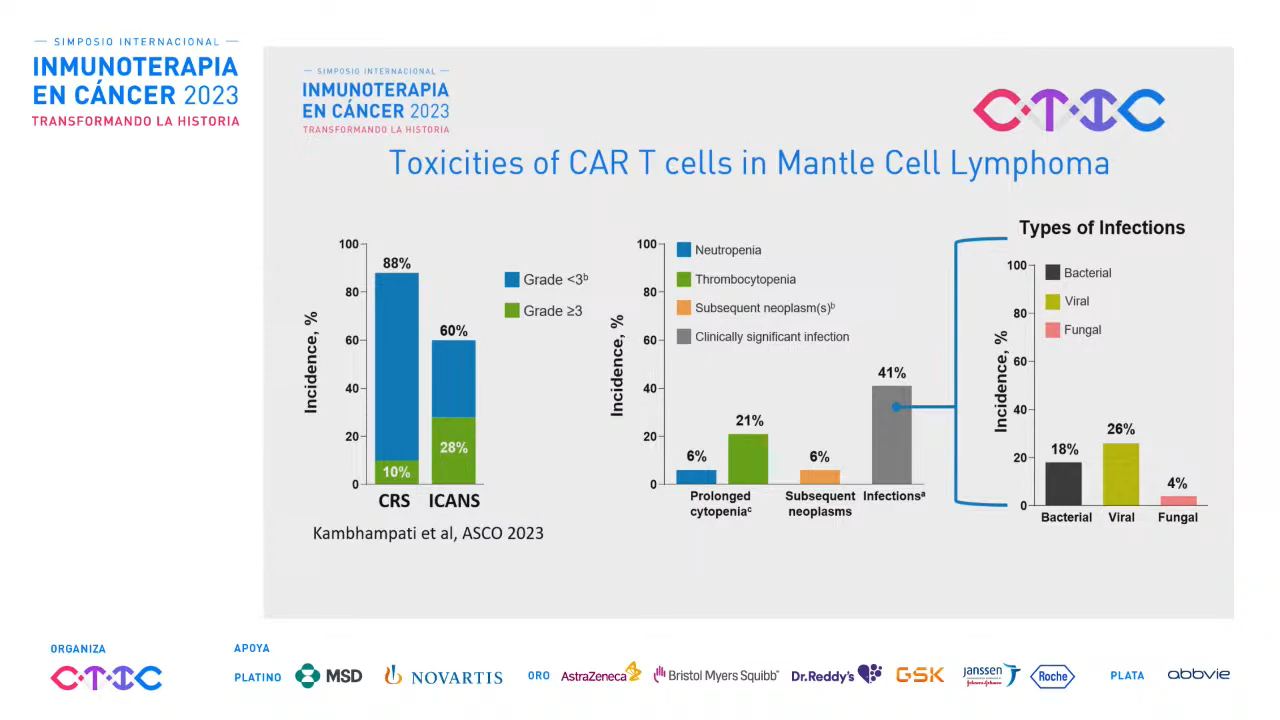 SIMPOSIO INTERNACIONAL
INMUNOTERAPIA
EN CÁNCER 2023
TRANSFORMANDO LA HISTORIA
SIMPOSIO INTERNACIONAL
INMUNOTERAPIA
EN CÁNCER 2023
TRANSFORMANDO LA HISTORIA
CTIC
Toxicities of CAR T cells in Mantle Cell Lymphoma
Incidence, %
100
80
60
40
20
0
88%
10%
60%
28%
CRS ICANS
Grade <3ᵇ
Grade ≥3
Kambhampati et al, ASCO 2023
Incidence, %
100
80
60
40
20
0
Neutropenia
Thrombocytopenia
Subsequent neoplasm(s)ᵇ
Clinically significant infection
6%
21%
6%
41%
Prolonged
cytopeniaᶜ
Subsequent
neoplasms
Infectionsᵃ
Types of Infections
Incidence, %
100
80
60
40
20
0
Bacterial
Viral
Fungal
18%
26%
4%
Bacterial Viral Fungal
ORGANIZA
CTIC
APOYA
PLATINO
MSD
NOVARTIS
ORO
AstraZeneca
Bristol Myers Squibb™
Dr.Reddy's
GSK
Janssen
Johnson & Johnson
Roche
PLATA
abbvie